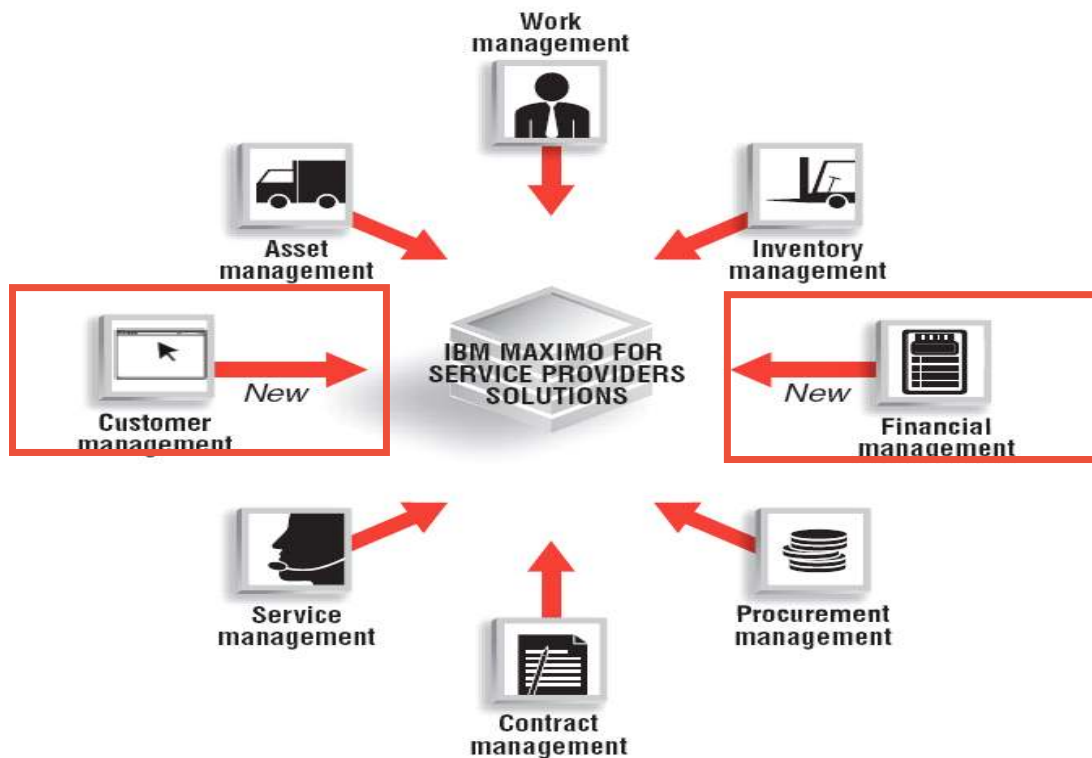 Work
management
Asset
management
Inventory
management
IBM MAXIMO FOR
SERVICE PROVIDERS
SOLUTIONS
New
Customer
management
New
Financial
management
Service
management
Procurement
management
Contract
management